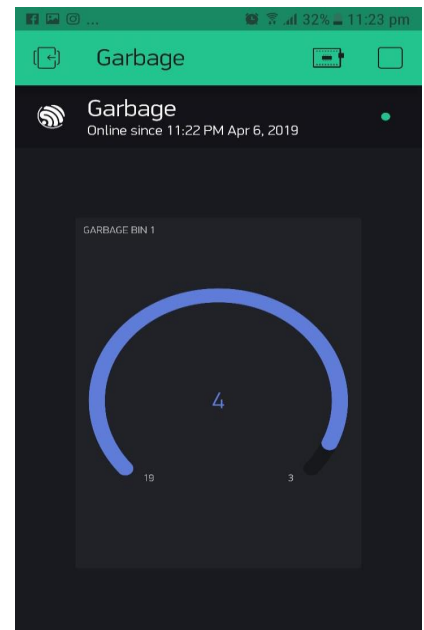 ... 32% 11:23 pm
Garbage
Garbage
Online since 11:22 PM Apr 6, 2019
GARBAGE BIN 1
4
19 3